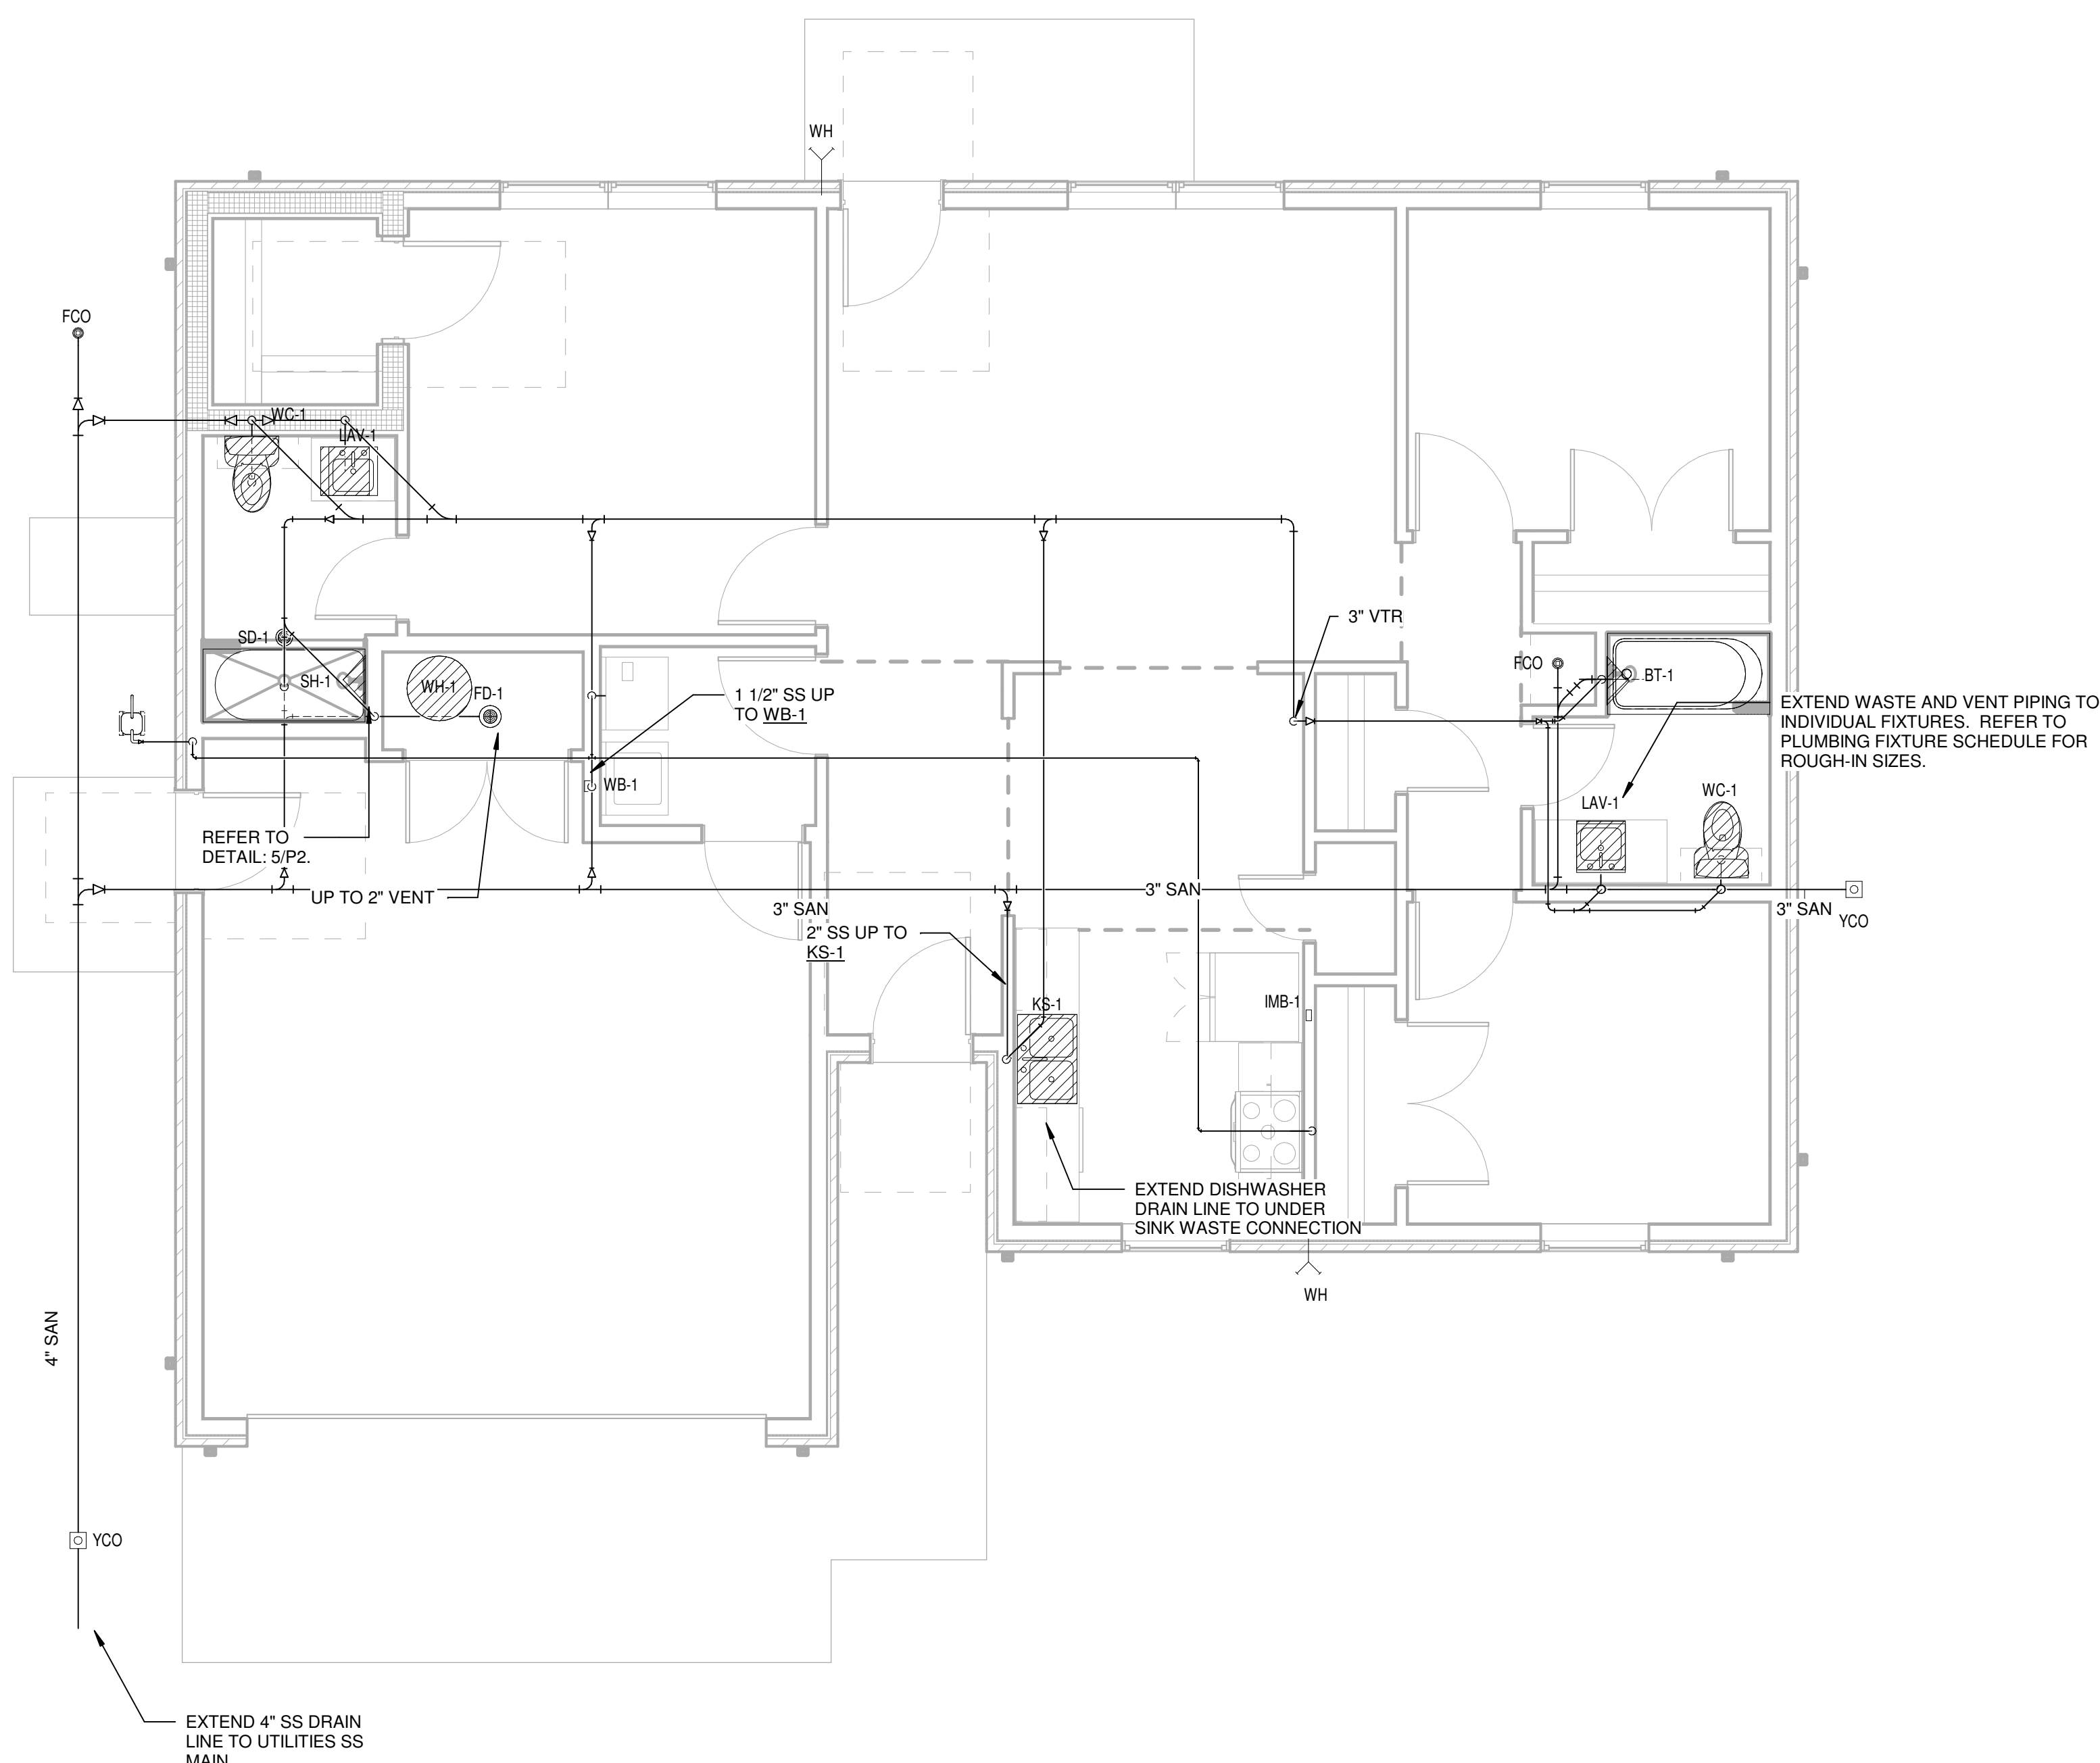 WH
FCO
WC-1
LAV-1
3" VTR
SD-1
FCO
BT-1
SH-1
WH-1
FD-1
1 1/2" SS UP
TO WB-1
EXTEND WASTE AND VENT PIPING TO
INDIVIDUAL FIXTURES.  REFER TO
PLUMBING FIXTURE SCHEDULE FOR
ROUGH-IN SIZES.
WB-1
WC-1
LAV-1
REFER TO
DETAIL: 5/P2.
UP TO 2" VENT
3" SAN
3" SAN
3" SAN
YCO
2" SS UP TO
KS-1
KS-1
IMB-1
EXTEND DISHWASHER
DRAIN LINE TO UNDER
SINK WASTE CONNECTION
WH
4" SAN
YCO
EXTEND 4" SS DRAIN
LINE TO UTILITIES SS
MAIN